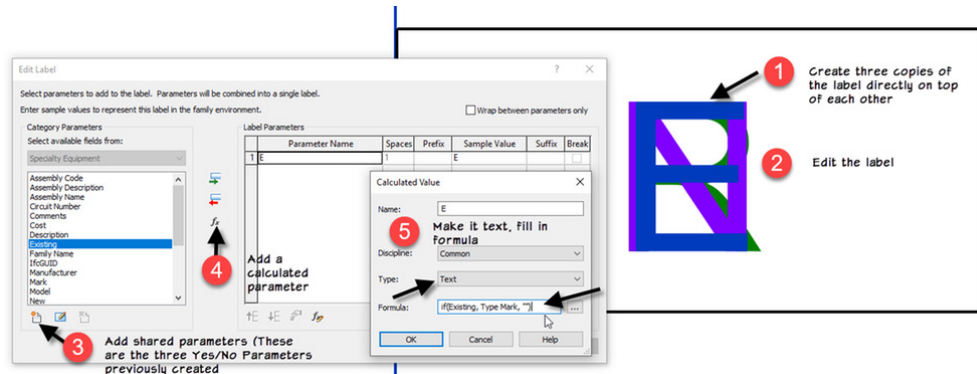 Edit Label
?
Select parameters to add to the label. Parameters will be combined into a single label.
Enter sample values to represent this label in the family environment.
Wrap between parameters only
Category Parameters
Select available fields from:
Specialty Equipment
Assembly Code
Assembly Description
Assembly Name
Circuit Number
Comments
Cost
Description
Existing
Family Name
IfcGUID
Manufacturer
Mark
Model
New
fx
4
Add a
calculated
parameter
3
Add shared parameters (These
are the three Yes/No Parameters
previously created
Label Parameters
Parameter Name Spaces Prefix Sample Value Suffix Break
1 E 1 E
Calculated Value
Name: E
5
Make it text, fill in
formula
Discipline: Common
Type: Text
Formula: if(Existing, Type Mark, "")
...
OK Cancel Help
1
Create three copies of
the label directly on top
of each other
2
Edit the label
E
N
R